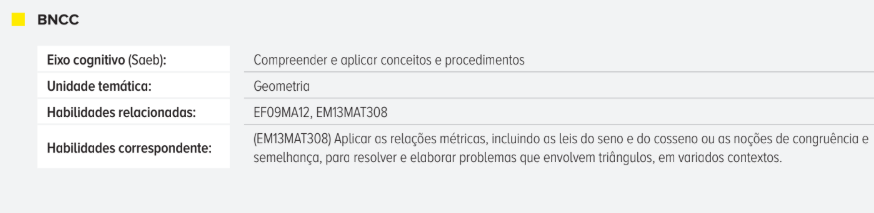 BNCC
Eixo cognitivo (Saeb): Compreender e aplicar conceitos e procedimentos
Unidade temática: Geometria
Habilidades relacionadas: EF09MA12, EM13MAT308
Habilidades correspondente: (EM13MAT308) Aplicar as relações métricas, incluindo as leis do seno e do cosseno ou as noções de congruência e
semelhança, para resolver e elaborar problemas que envolvem triângulos, em variados contextos.